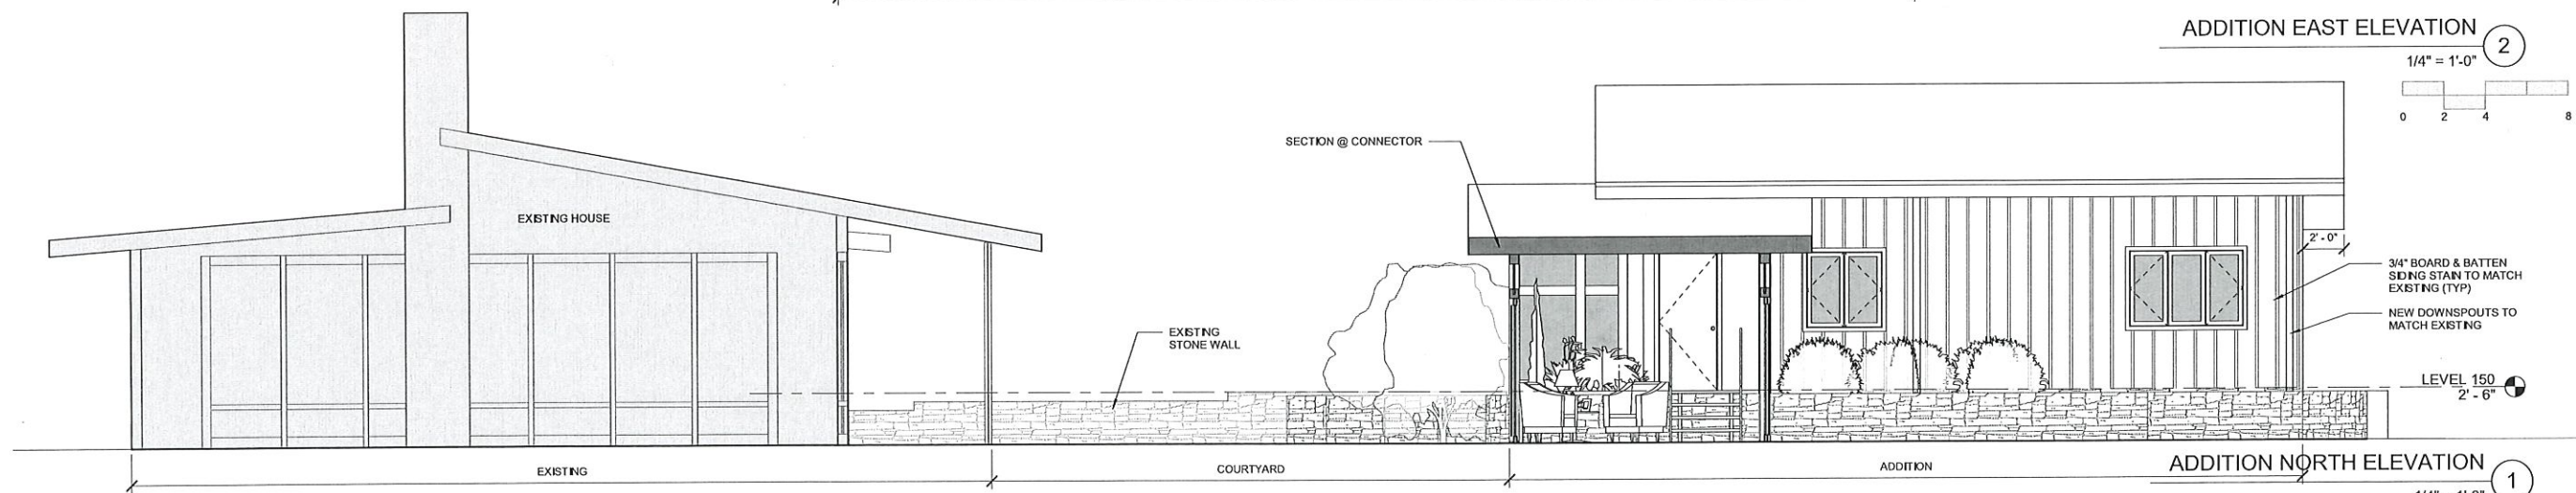 ADDITION EAST ELEVATION
2
1/4" = 1'-0"
0 2 4 8
SECTION @ CONNECTOR
EXISTING HOUSE
2'-0"
3/4" BOARD & BATTEN
SIDING STAIN TO MATCH
EXISTING (TYP)
NEW DOWNSPOUTS TO
MATCH EXISTING
EXISTING
STONE WALL
LEVEL 150
2' - 6"
EXISTING
COURTYARD
ADDITION
ADDITION NORTH ELEVATION
1